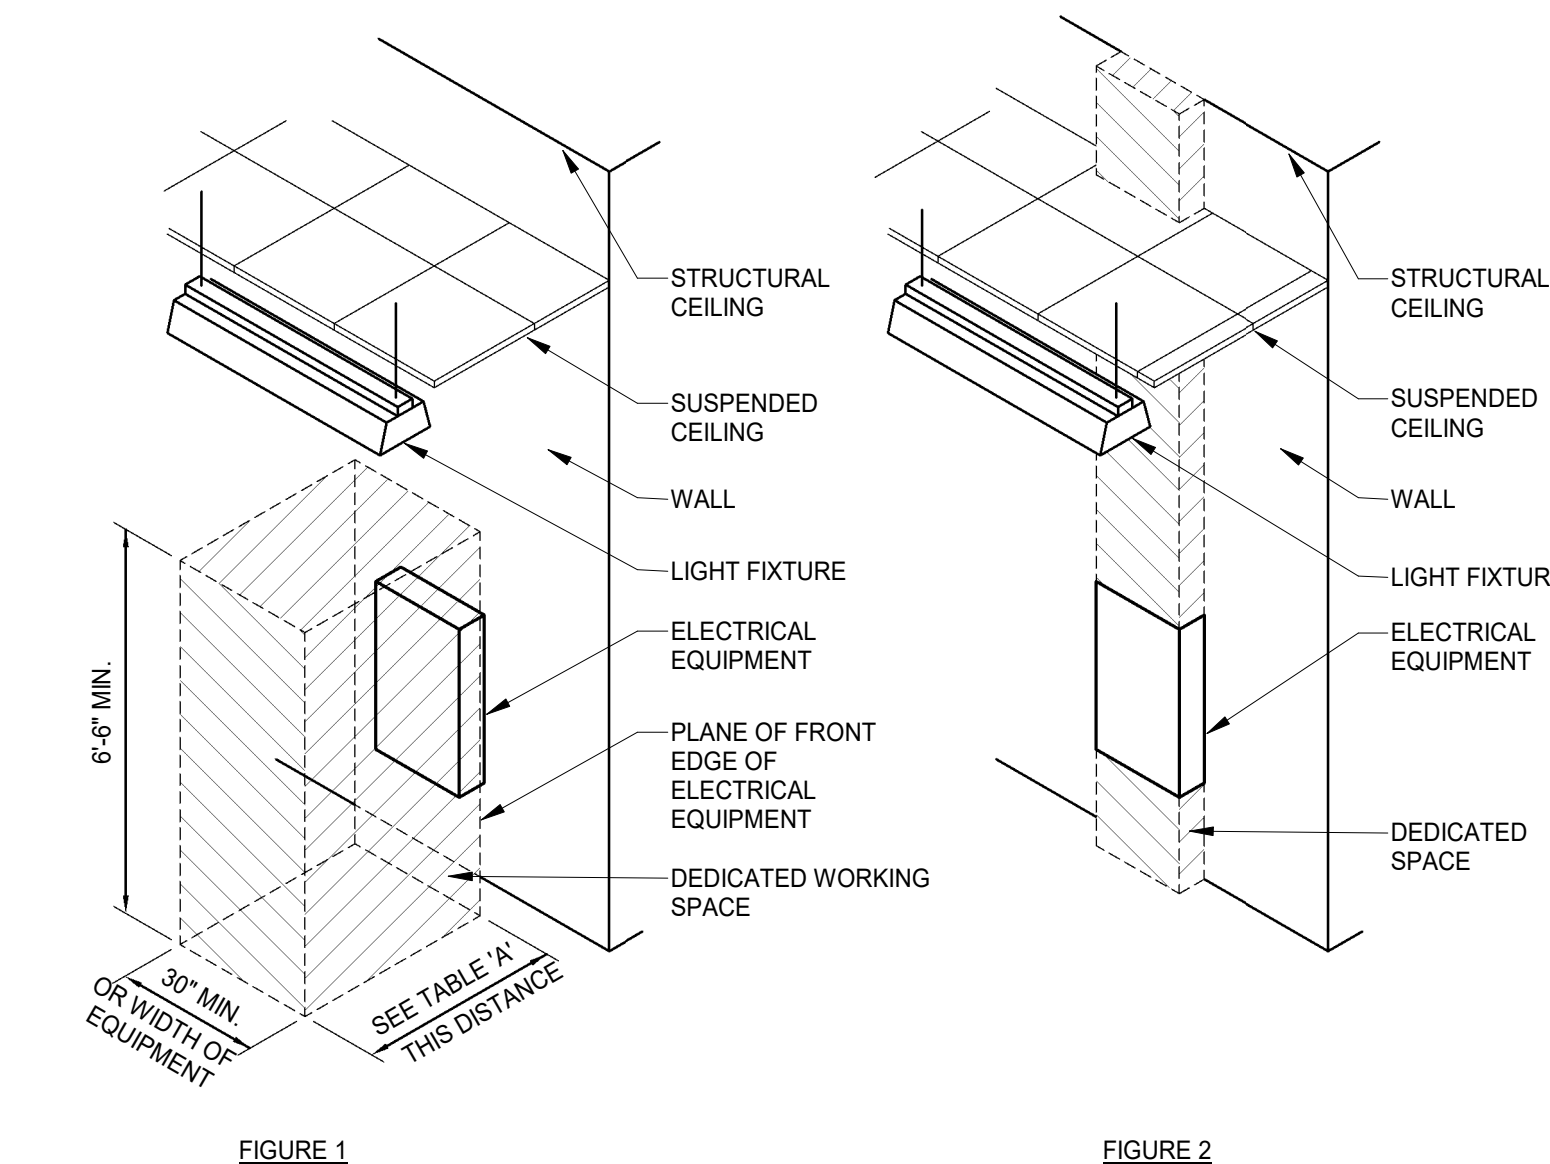 STRUCTURAL
CEILING
SUSPENDED
CEILING
WALL
LIGHT FIXTURE
ELECTRICAL
EQUIPMENT
PLANE OF FRONT
EDGE OF
ELECTRICAL
EQUIPMENT
DEDICATED WORKING
SPACE
6'-6" MIN.
30" MIN.
OR WIDTH OF
EQUIPMENT
SEE TABLE 'A'
THIS DISTANCE
FIGURE 1
STRUCTURAL
CEILING
SUSPENDED
CEILING
WALL
LIGHT FIXTUR
ELECTRICAL
EQUIPMENT
DEDICATED
SPACE
FIGURE 2